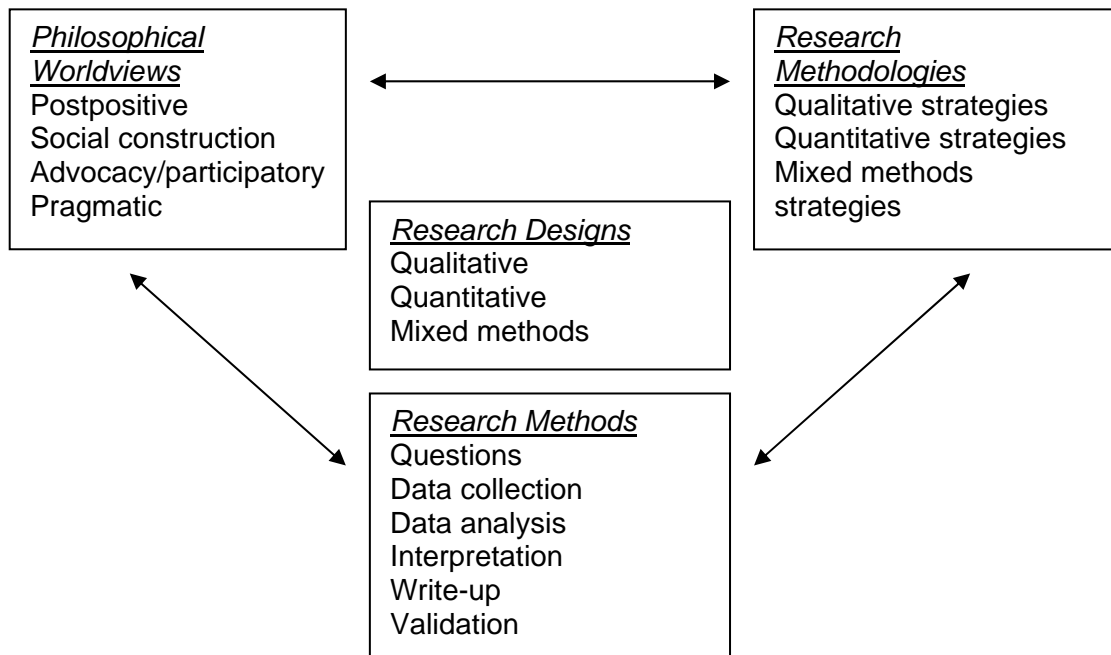 Philosophical
Worldviews
Postpositive
Social construction
Advocacy/participatory
Pragmatic
Research
Methodologies
Qualitative strategies
Quantitative strategies
Mixed methods
strategies
Research Designs
Qualitative
Quantitative
Mixed methods
Research Methods
Questions
Data collection
Data analysis
Interpretation
Write-up
Validation